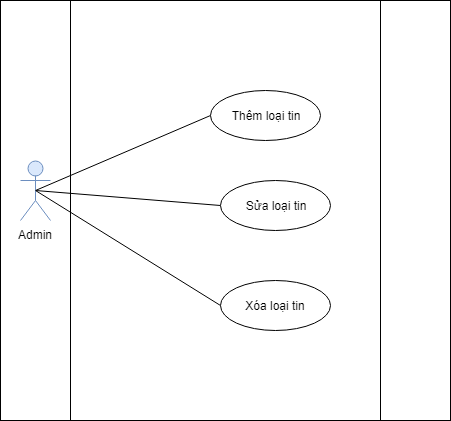 Thêm loại tin
Sửa loại tin
Admin
Xóa loại tin